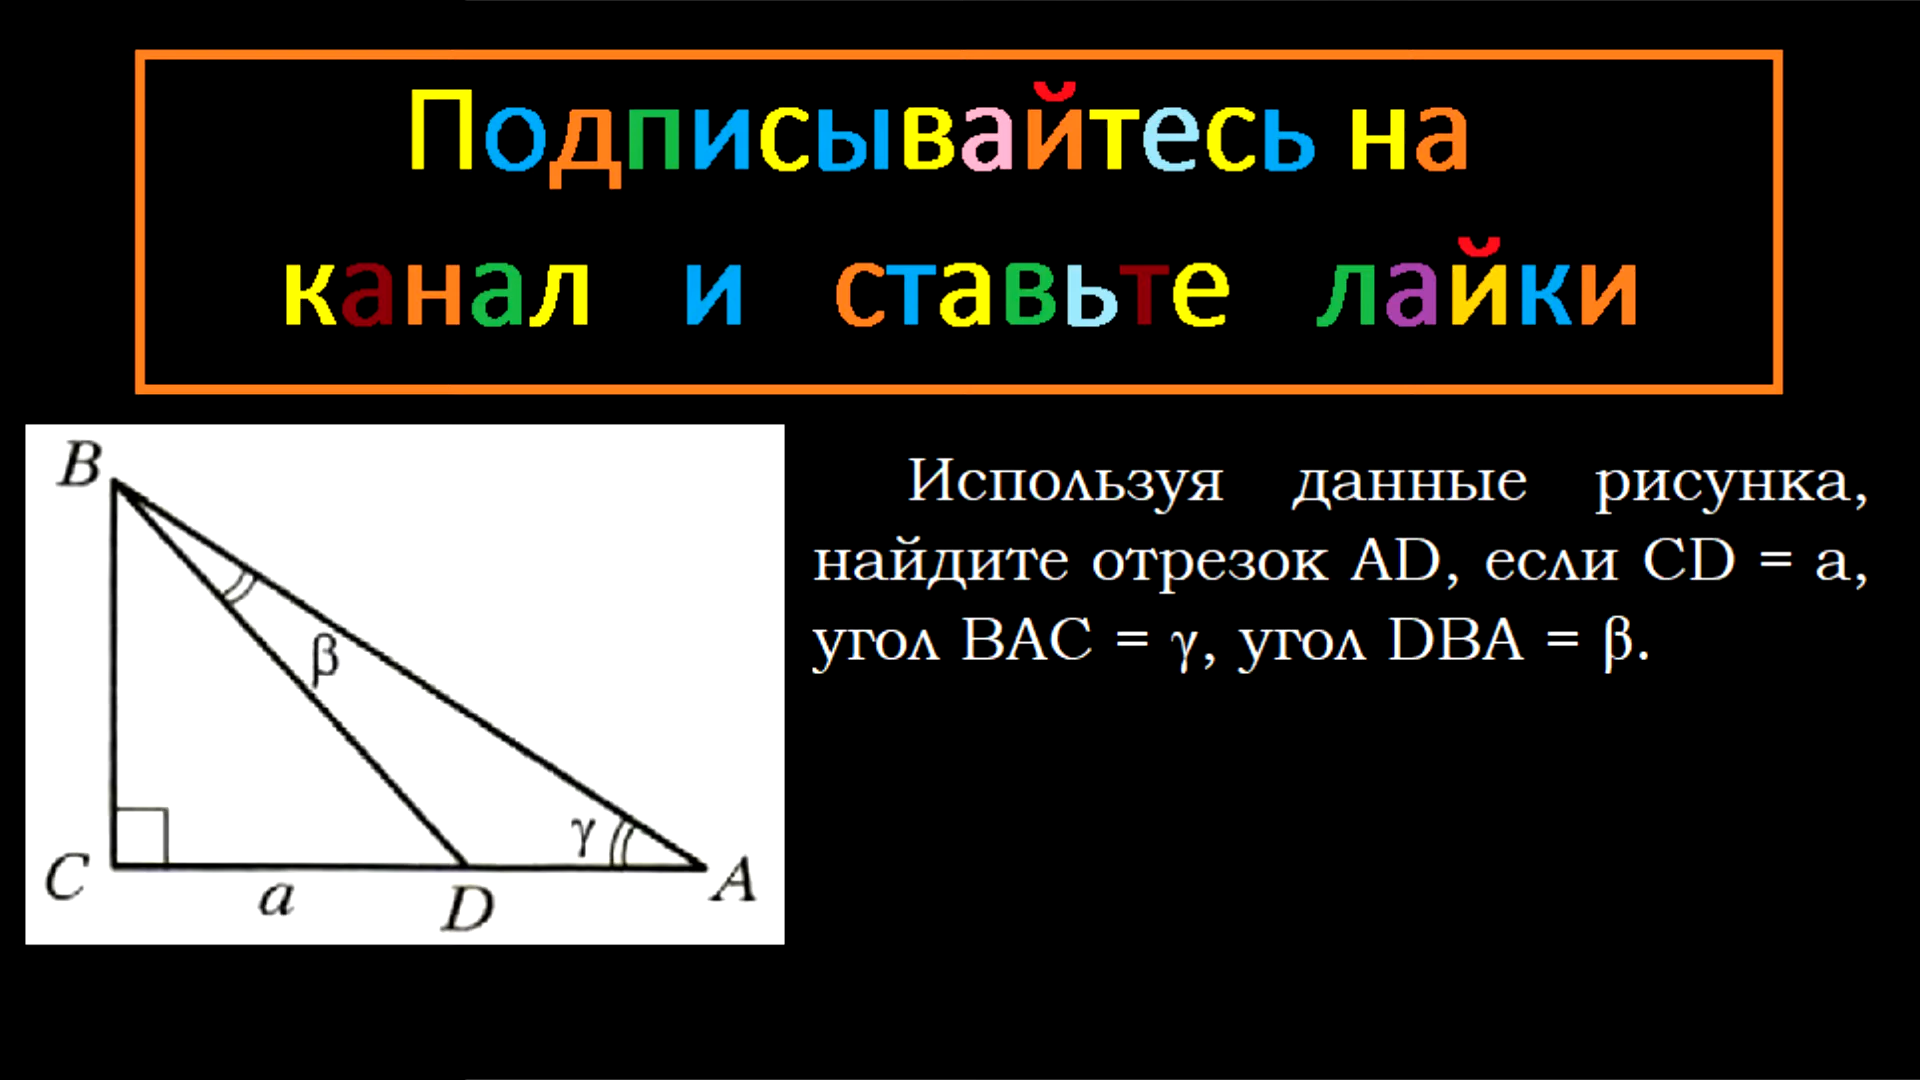 Подписывайтесь на
канал и ставьте лайки
Используя данные рисунка,
найдите отрезок AD, если CD = a,
угол BAC = γ, угол DBA = β.
B
β
γ
C
a
D
A